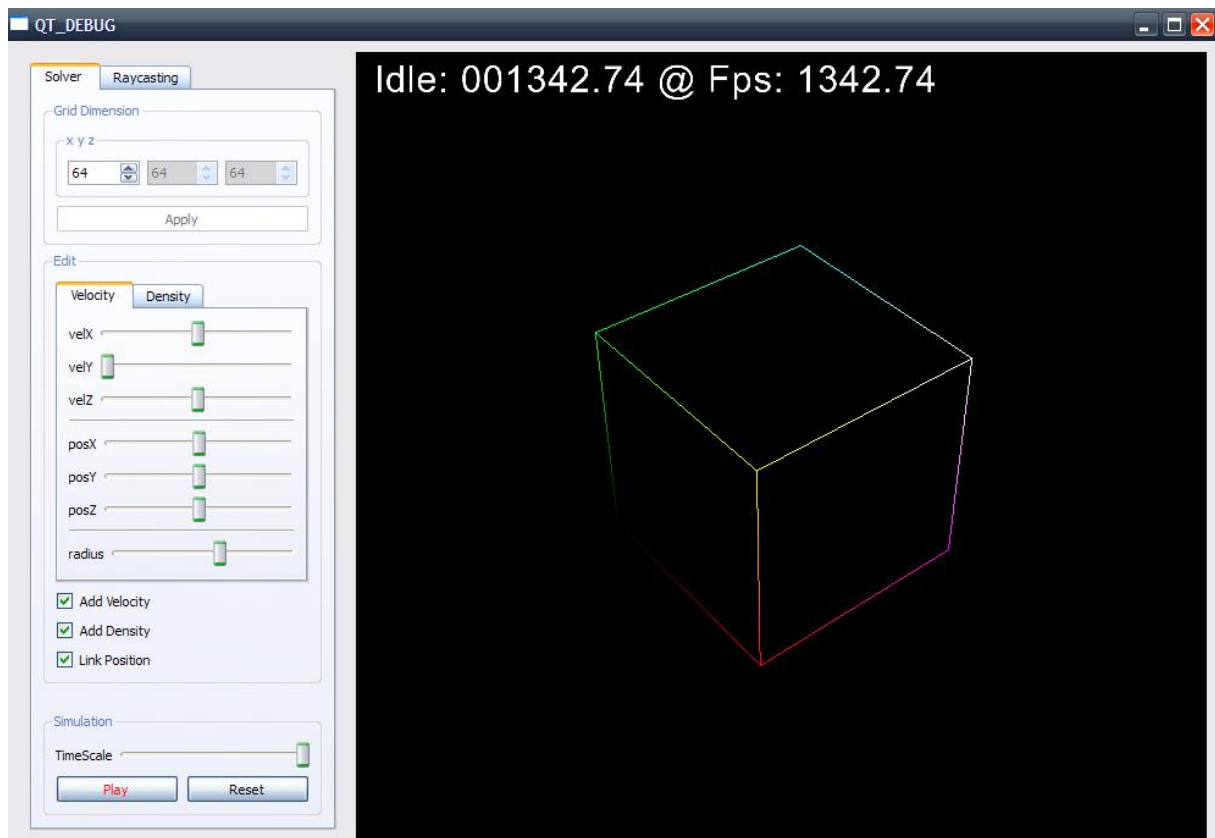 QT_DEBUG
Solver Raycasting
Idle: 001342.74 @ Fps: 1342.74
Grid Dimension
x y z
64 64 64
Apply
Edit
Velocity Density
velX
velY
velZ
posX
posY
posZ
radius
Add Velocity
Add Density
Link Position
Simulation
TimeScale
Play Reset